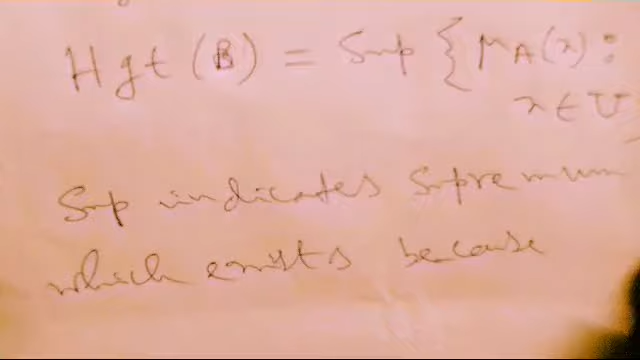 Hgt (B) = Sup { μA(x) :
x ∈ U
Sup indicates Supremum
which exists because